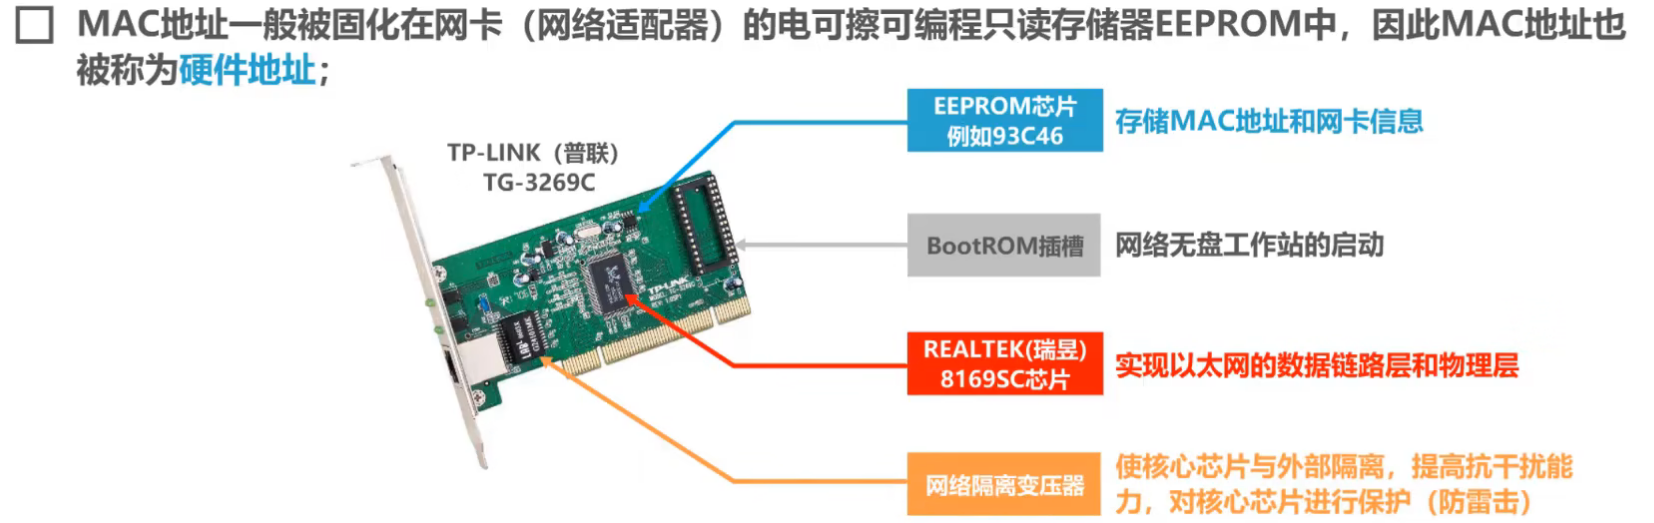 MAC地址一般被固化在网卡（网络适配器）的电可擦可编程只读存储器EEPROM中，因此MAC地址也
被称为硬件地址；
TP-LINK（普联）
TG-3269C
EEPROM芯片
例如93C46
存储MAC地址和网卡信息
BootROM插槽
网络无盘工作站的启动
REALTEK(瑞昱)
8169SC芯片
实现以太网的数据链路层和物理层
网络隔离变压器
使核心芯片与外部隔离，提高抗干扰能
力，对核心芯片进行保护（防雷击）
TP-LINK